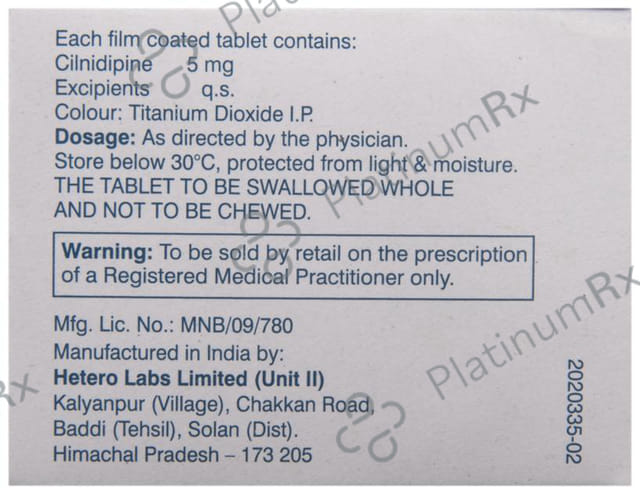 Each film coated tablet contains:
Cilnidipine 5 mg
Excipients q.s.
Colour: Titanium Dioxide I.P.
Dosage: As directed by the physician.
Store below 30°C, protected from light & moisture.
THE TABLET TO BE SWALLOWED WHOLE
AND NOT TO BE CHEWED.
Warning: To be sold by retail on the prescription
of a Registered Medical Practitioner only.
Mfg. Lic. No.: MNB/09/780
Manufactured in India by:
Hetero Labs Limited (Unit II)
Kalyanpur (Village), Chakkan Road,
Baddi (Tehsil), Solan (Dist).
Himachal Pradesh – 173 205
2020335-02
PlatinumRx
PlatinumRx
PlatinumRx
Rx